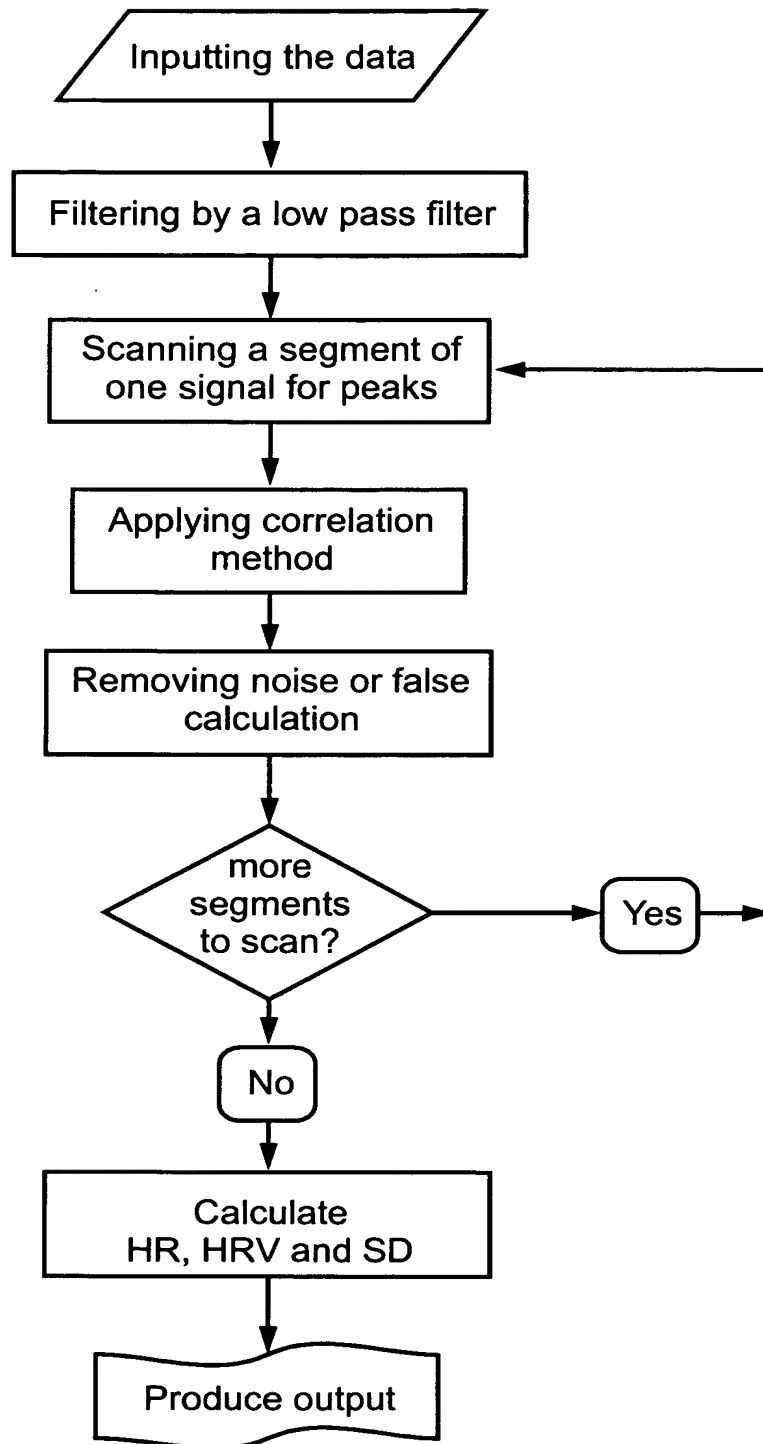 Inputting the data
Filtering by a low pass filter
Scanning a segment of
one signal for peaks
Applying correlation
method
Removing noise or false
calculation
more
segments
to scan?
Yes
No
Calculate
HR, HRV and SD
Produce output